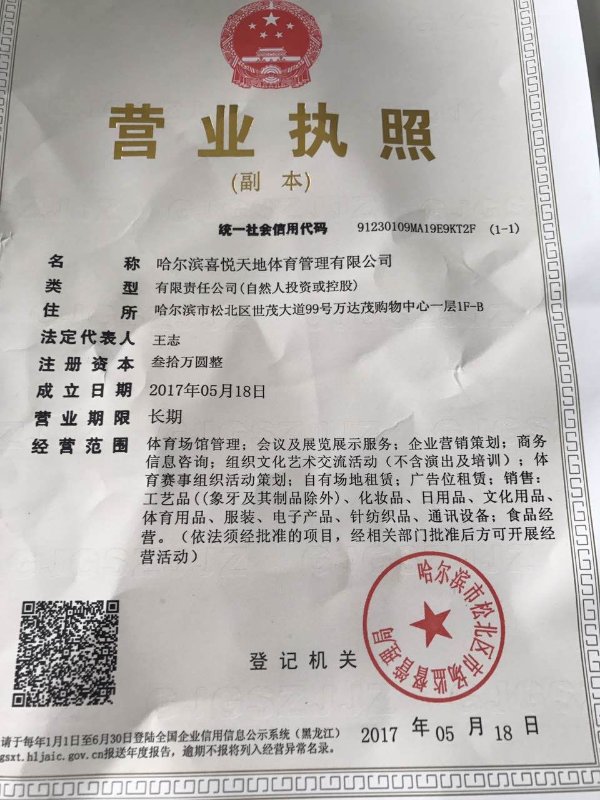 营业执照
(副 本)
统一社会信用代码 91230109MA19E9KT2F (1-1)
名 称 哈尔滨喜悦天地体育管理有限公司
类 型 有限责任公司(自然人投资或控股)
住 所 哈尔滨市松北区世茂大道99号万达茂购物中心一层1F-B
法定代表人 王志
注册资本 叁拾万圆整
成立日期 2017年05月18日
营业期限 长期
经营范围 体育场馆管理；会议及展览展示服务；企业营销策划；商务
信息咨询；组织文化艺术交流活动（不含演出及培训）；体
育赛事组织活动策划；自有场地租赁；广告位租赁；销售：
工艺品((象牙及其制品除外)、化妆品、日用品、文化用品、
体育用品、服装、电子产品、针纺织品、通讯设备；食品经
营。（依法须经批准的项目，经相关部门批准后方可开展经
营活动）
哈尔滨市松北区市场监督管理局
登记机关
2017 年 05 月 18 日
请于每年1月1日至6月30日登陆全国企业信用信息公示系统（黑龙江）
gsxt.hljaic.gov.cn报送年度报告，逾期不报将列入经营异常名录。